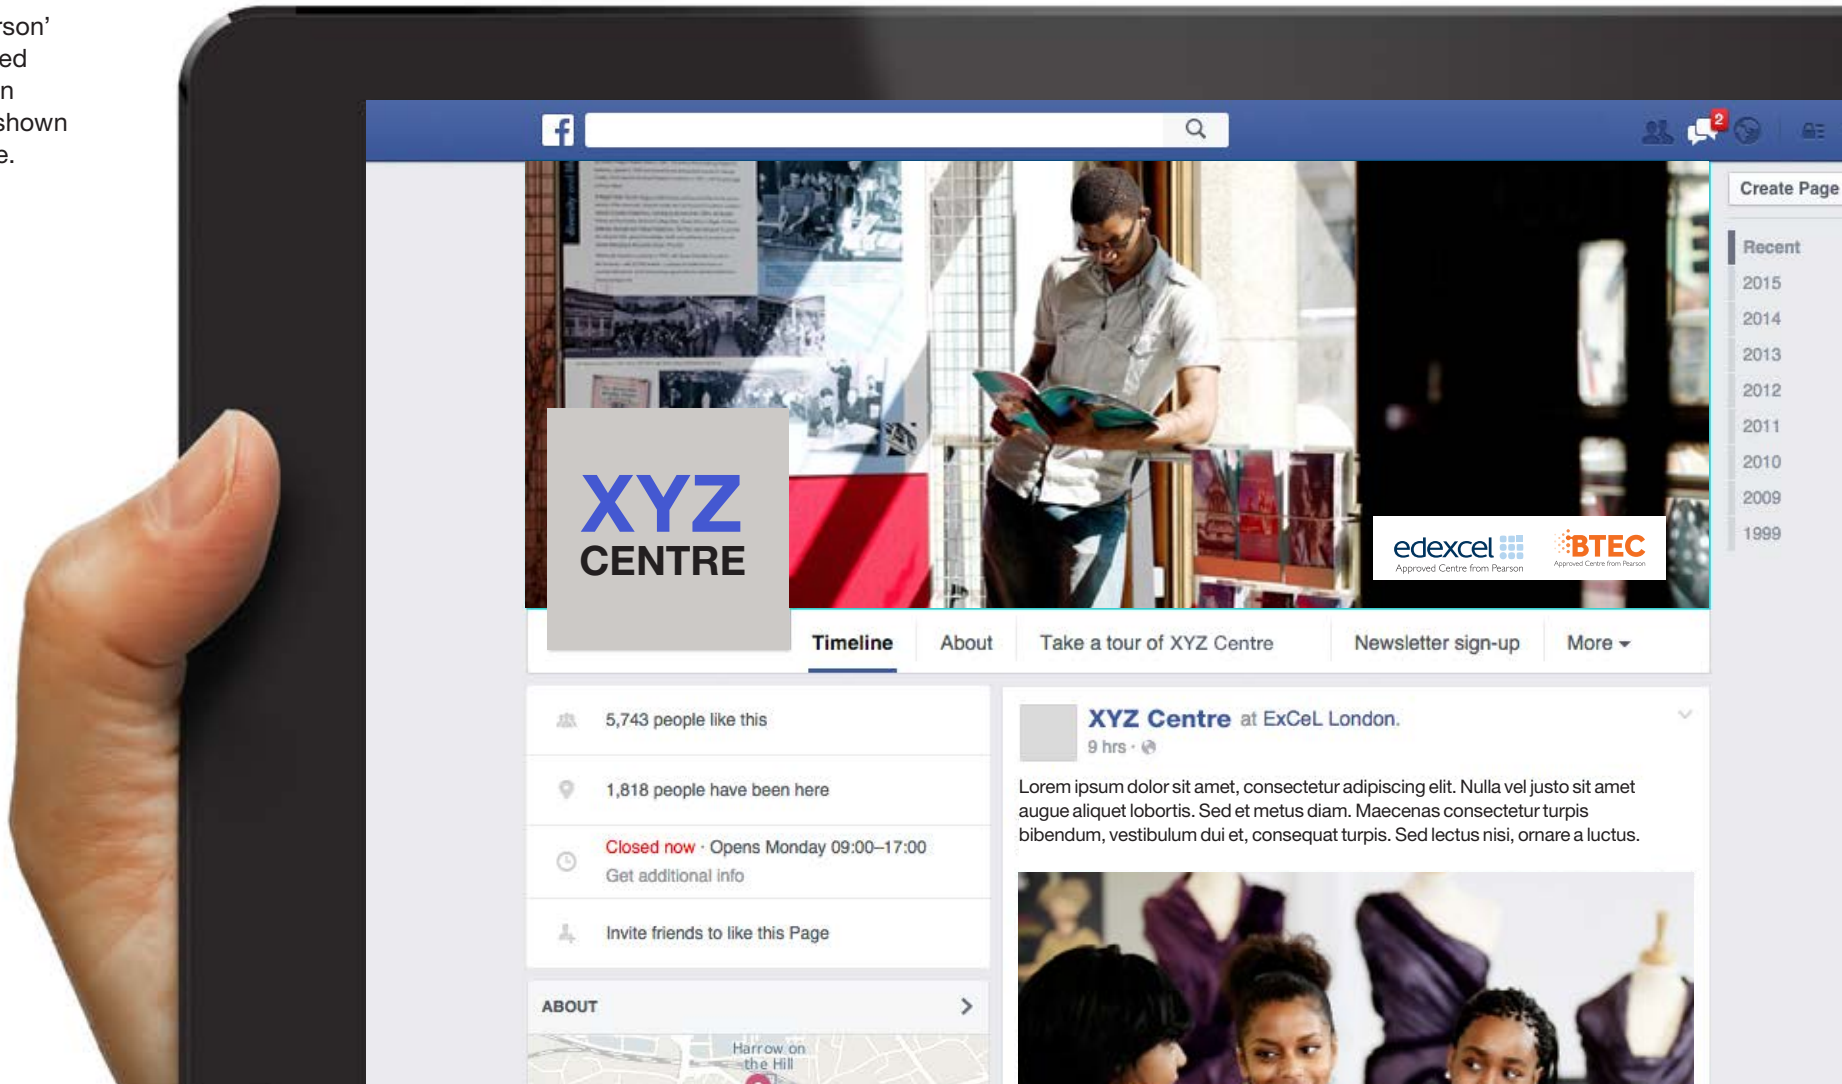 rson’
ed
n
shown
e.
f
2
Create Page
Recent
2015
2014
2013
2012
2011
2010
2009
1999
XYZ
CENTRE
edexcel
Approved Centre from Pearson
BTEC
Approved Centre from Pearson
Timeline About Take a tour of XYZ Centre Newsletter sign-up More
5,743 people like this
1,818 people have been here
Closed now · Opens Monday 09:00–17:00
Get additional info
Invite friends to like this Page
ABOUT
Harrow on
the Hill
XYZ Centre at ExCeL London.
9 hrs ·
Lorem ipsum dolor sit amet, consectetur adipiscing elit. Nulla vel justo sit amet
augue aliquet lobortis. Sed et metus diam. Maecenas consectetur turpis
bibendum, vestibulum dui et, consequat turpis. Sed lectus nisi, ornare a luctus.